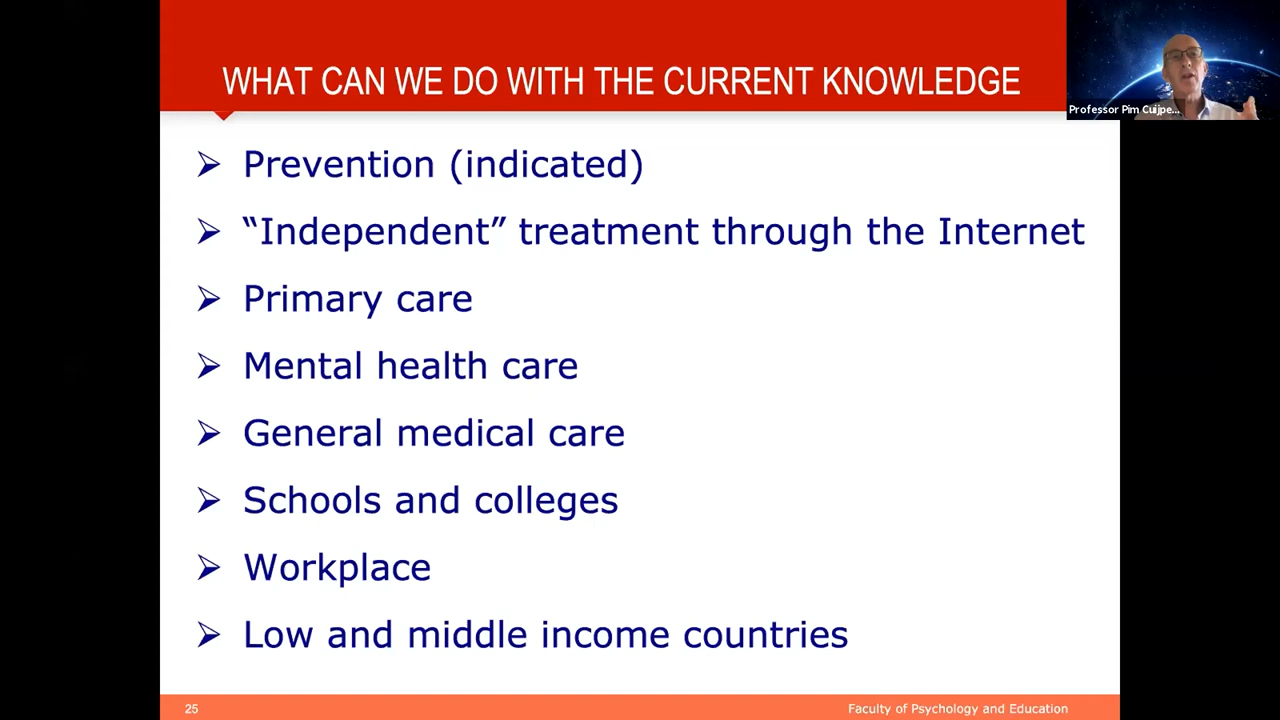 WHAT CAN WE DO WITH THE CURRENT KNOWLEDGE
Professor Pim Cuijpe...
Prevention (indicated)
“Independent” treatment through the Internet
Primary care
Mental health care
General medical care
Schools and colleges
Workplace
Low and middle income countries
25
Faculty of Psychology and Education